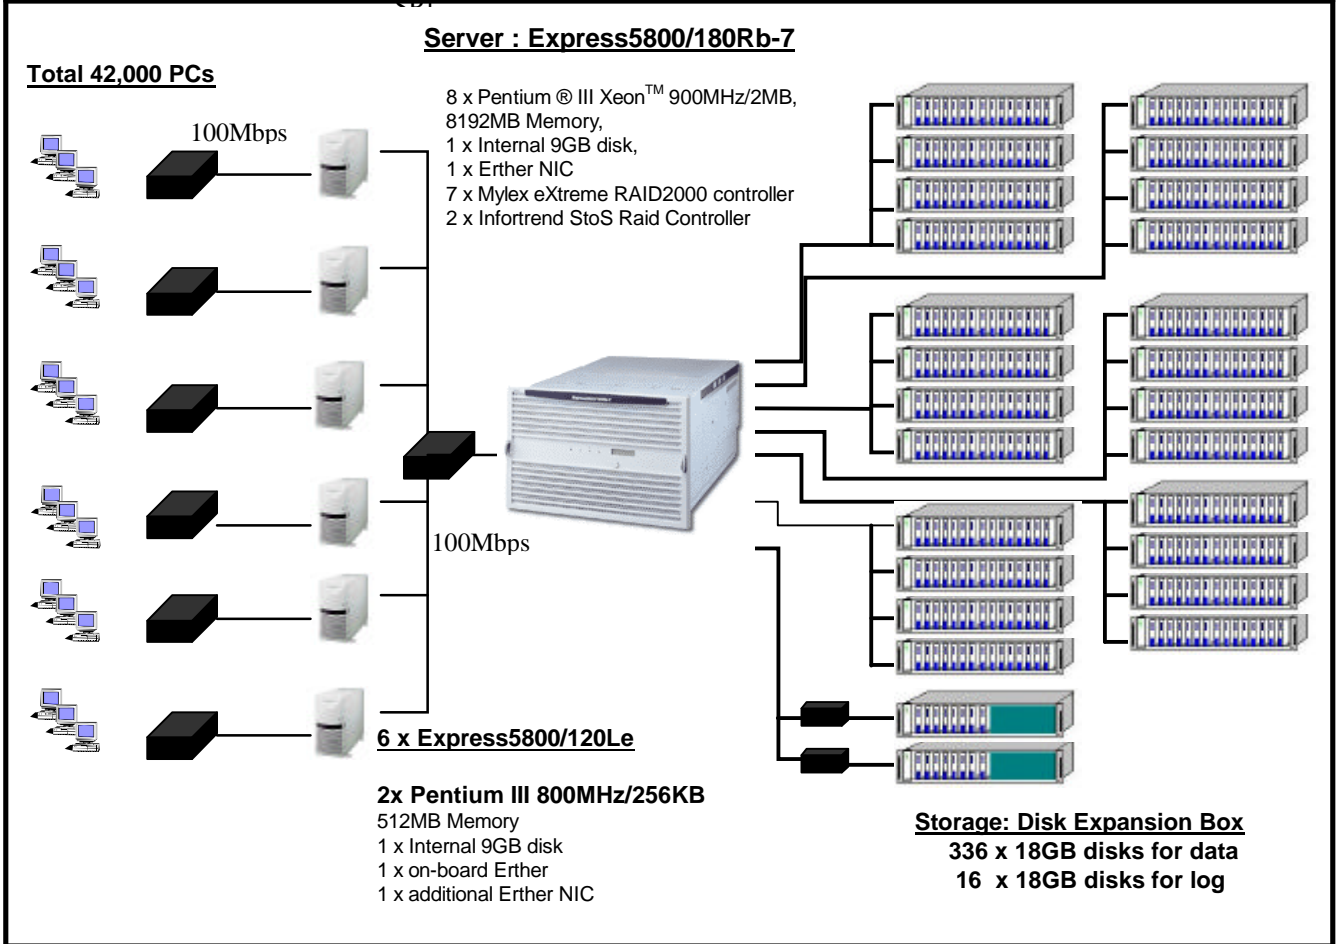 Server : Express5800/180Rb-7
Total 42,000 PCs
8 x Pentium ® III Xeon™ 900MHz/2MB,
8192MB Memory,
1 x Internal 9GB disk,
1 x Erther NIC
7 x Mylex eXtreme RAID2000 controller
2 x Infortrend StoS Raid Controller
100Mbps
100Mbps
6 x Express5800/120Le
2x Pentium III 800MHz/256KB
512MB Memory
1 x Internal 9GB disk
1 x on-board Erther
1 x additional Erther NIC
Storage: Disk Expansion Box
336 x 18GB disks for data
16 x 18GB disks for log